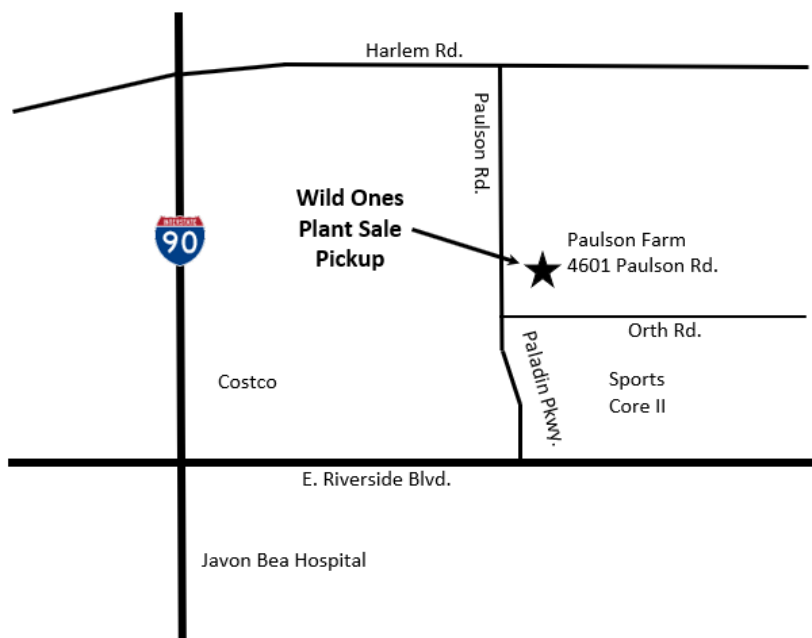 Harlem Rd.
Paulson Rd.
Wild Ones
Plant Sale
Pickup
INTERSTATE
90
Paulson Farm
4601 Paulson Rd.
Orth Rd.
Paladin Pkwy.
Costco
Sports
Core II
E. Riverside Blvd.
Javon Bea Hospital